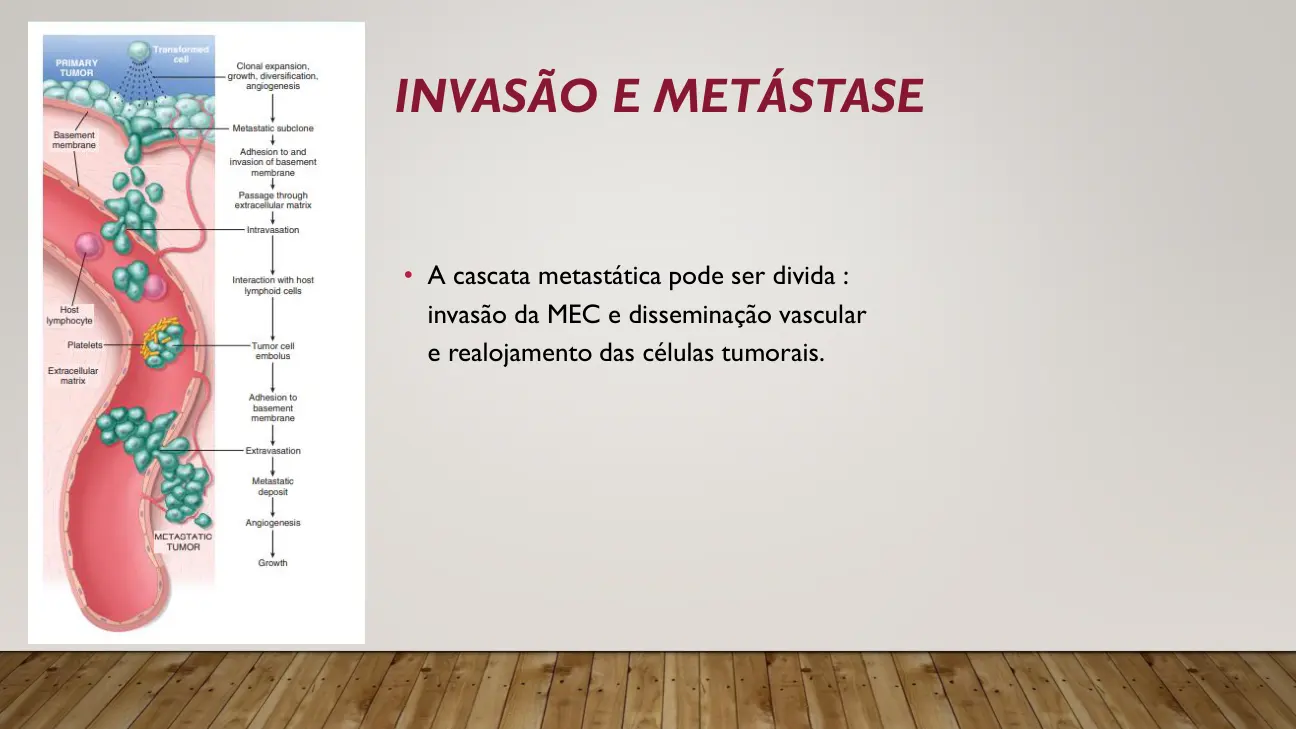 INVASÃO E METÁSTASE
Transformed
cell
PRIMARY
TUMOR
Basement
membrane
Host
lymphocyte
Platelets
Extracellular
matrix
METASTATIC
TUMOR
Clonal expansion,
growth, diversification,
angiogenesis
Metastatic subclone
Adhesion to and
invasion of basement
membrane
Passage through
extracellular matrix
Intravasation
Interaction with host
lymphoid cells
Tumor cell
embolus
Adhesion to
basement
membrane
Extravasation
Metastatic
deposit
Angiogenesis
Growth
• A cascata metastática pode ser divida :
invasão da MEC e disseminação vascular
e realojamento das células tumorais.